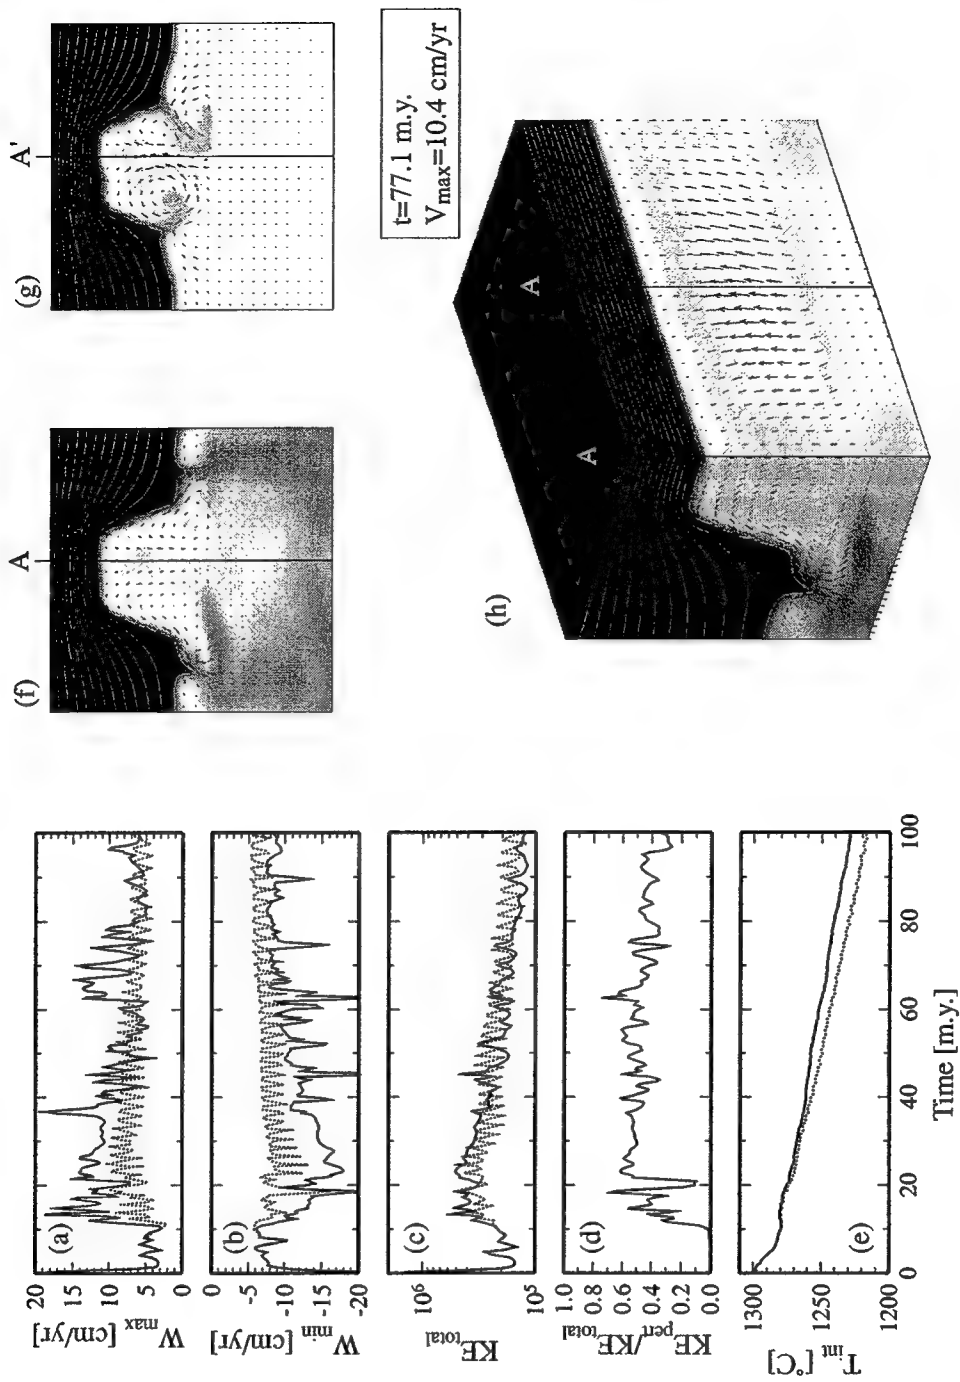 (a)
W_max [cm/yr]
20
15
10
5
0
(b)
W_min [cm/yr]
0
-5
-10
-15
-20
(c)
KE_total
10^6
10^5
(d)
KE_pert/KE_total
1.0
0.8
0.6
0.4
0.2
0.0
(e)
T_int [°C]
1300
1250
1200
0
20
40
60
80
100
Time [m.y.]
(f)
A
(g)
A'
t=77.1 m.y.
V_max=10.4 cm/yr
(h)
A
A